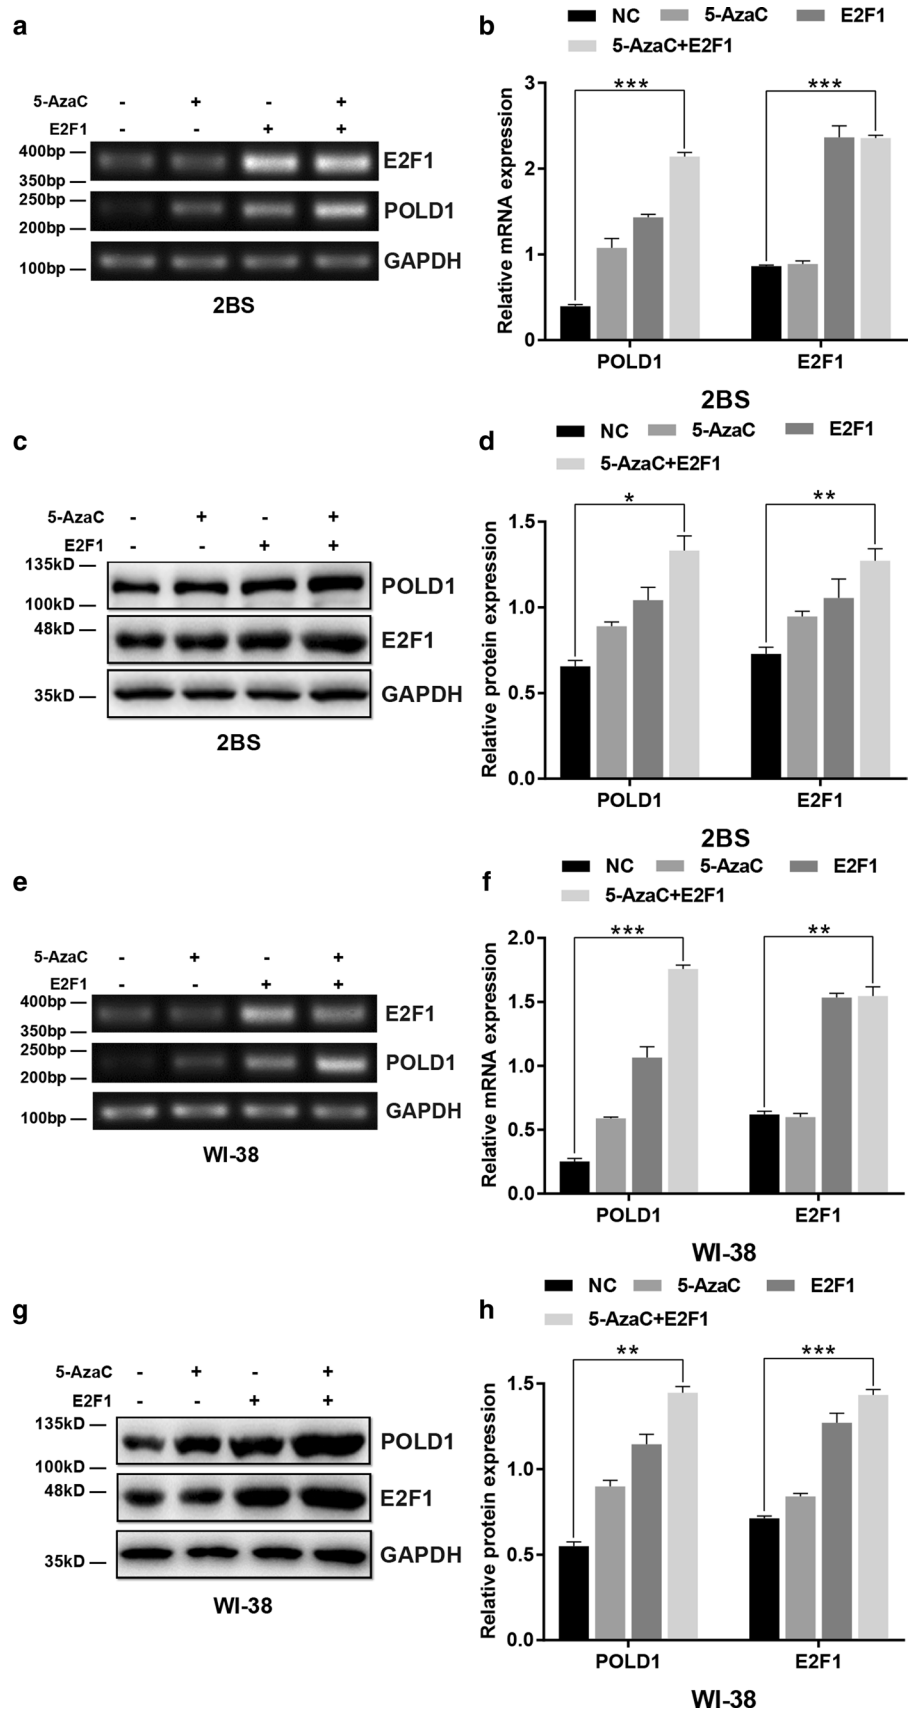 a
5-AzaC - + - +
E2F1 - - + +
400bp
350bp
E2F1
250bp
200bp
POLD1
100bp
GAPDH
2BS
b
NC 5-AzaC E2F1
5-AzaC+E2F1
Relative mRNA expression
3
2
1
0
*** ***
POLD1 E2F1
2BS
c
5-AzaC - + - +
E2F1 - - + +
135kD
100kD
POLD1
48kD
E2F1
35kD
GAPDH
2BS
d
NC 5-AzaC E2F1
5-AzaC+E2F1
Relative protein expression
1.5
1.0
0.5
0.0
* **
POLD1 E2F1
2BS
e
5-AzaC - + - +
E2F1 - - + +
400bp
350bp
E2F1
250bp
200bp
POLD1
100bp
GAPDH
WI-38
f
NC 5-AzaC E2F1
5-AzaC+E2F1
Relative mRNA expression
2.0
1.5
1.0
0.5
0.0
*** **
POLD1 E2F1
WI-38
g
5-AzaC - + - +
E2F1 - - + +
135kD
100kD
POLD1
48kD
E2F1
35kD
GAPDH
WI-38
h
NC 5-AzaC E2F1
5-AzaC+E2F1
Relative protein expression
1.5
1.0
0.5
0.0
** ***
POLD1 E2F1
WI-38